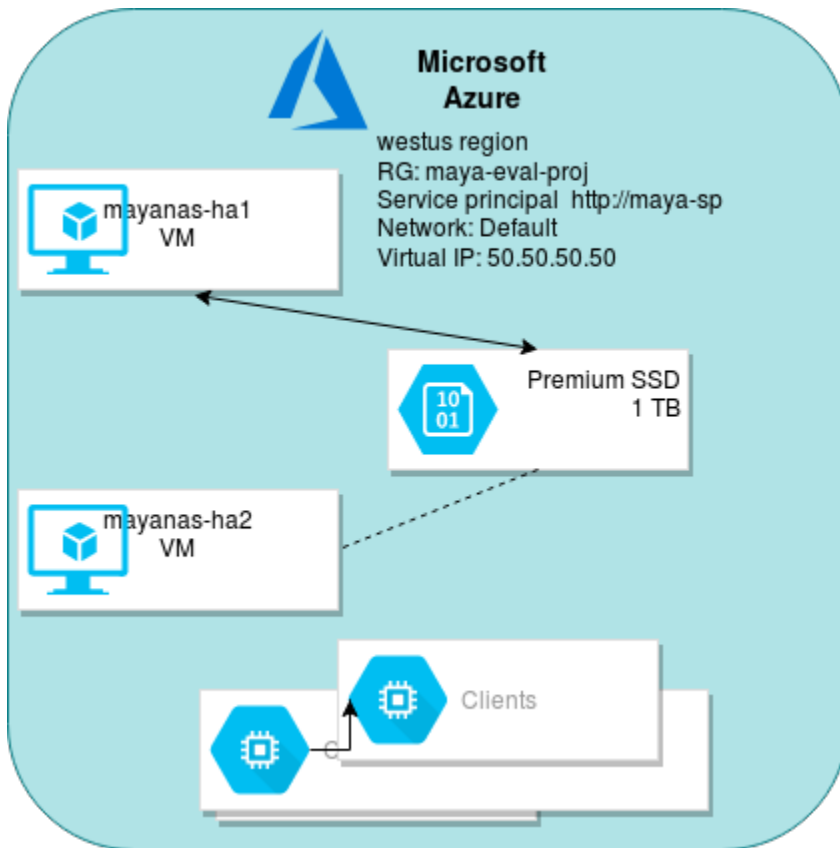 Microsoft
Azure
westus region
RG: maya-eval-proj
Service principal http://maya-sp
Network: Default
Virtual IP: 50.50.50.50
mayanas-ha1
VM
Premium SSD
1 TB
10
01
mayanas-ha2
VM
Clients
C